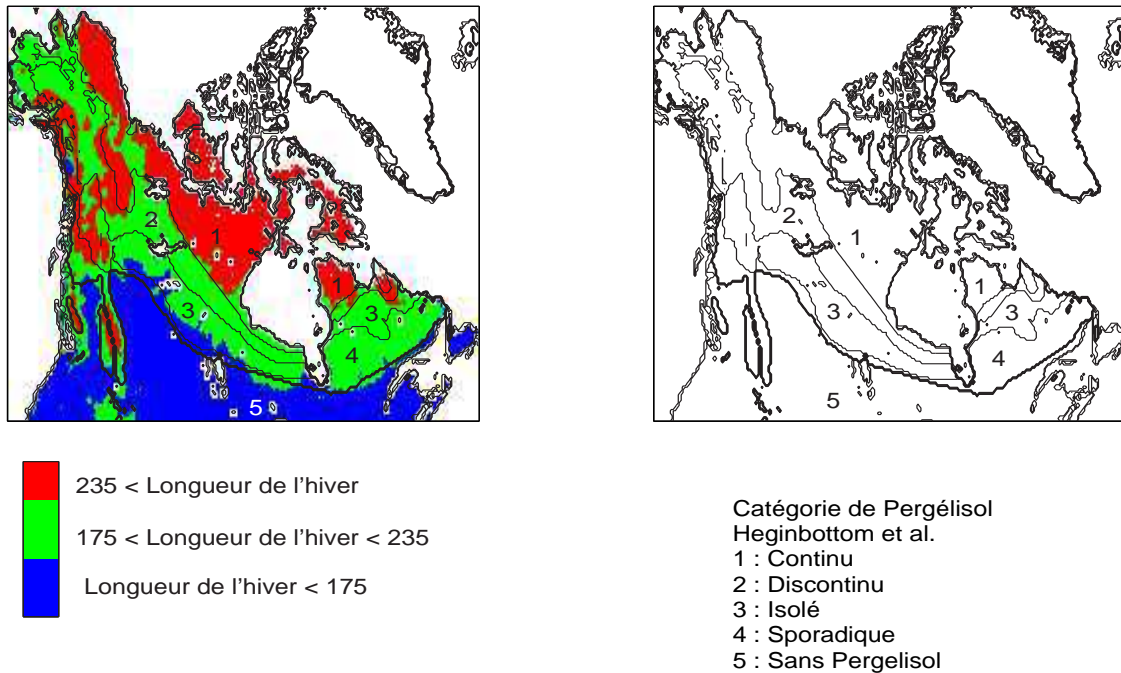 2
1
1
3
3
4
5
2
1
1
3
3
4
5
235 < Longueur de l'hiver
175 < Longueur de l'hiver < 235
Longueur de l'hiver < 175
Catégorie de Pergélisol
Heginbottom et al.
1 : Continu
2 : Discontinu
3 : Isolé
4 : Sporadique
5 : Sans Pergelisol